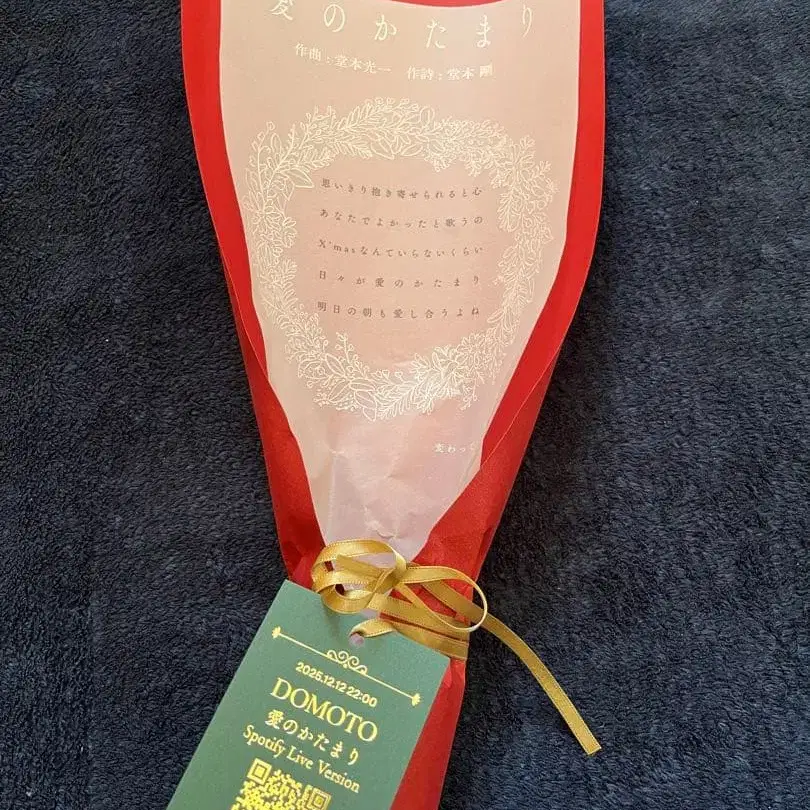 愛のかたまり
作曲：堂本光一　作詩：堂本 剛
思いきり抱き寄せられると心
あなたでよかったと歌うの
X'masなんていらないくらい
日々が愛のかたまり
明日の朝も愛し合うよね
変わっ
2025.12.12 22:00
DOMOTO
愛のかたまり
Spotify Live Version